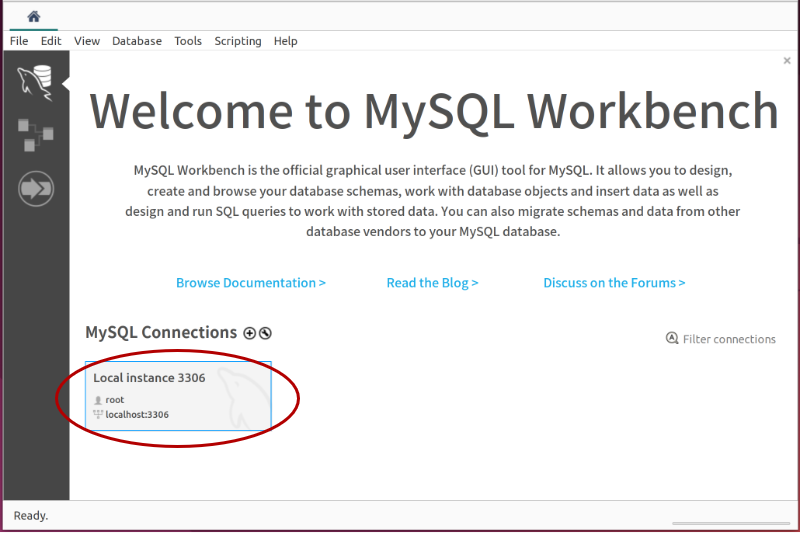 File Edit View Database Tools Scripting Help
Welcome to MySQL Workbench
MySQL Workbench is the official graphical user interface (GUI) tool for MySQL. It allows you to design,
create and browse your database schemas, work with database objects and insert data as well as
design and run SQL queries to work with stored data. You can also migrate schemas and data from other
database vendors to your MySQL database.
Browse Documentation > Read the Blog > Discuss on the Forums >
MySQL Connections
Filter connections
Local instance 3306
root
localhost:3306
Ready.